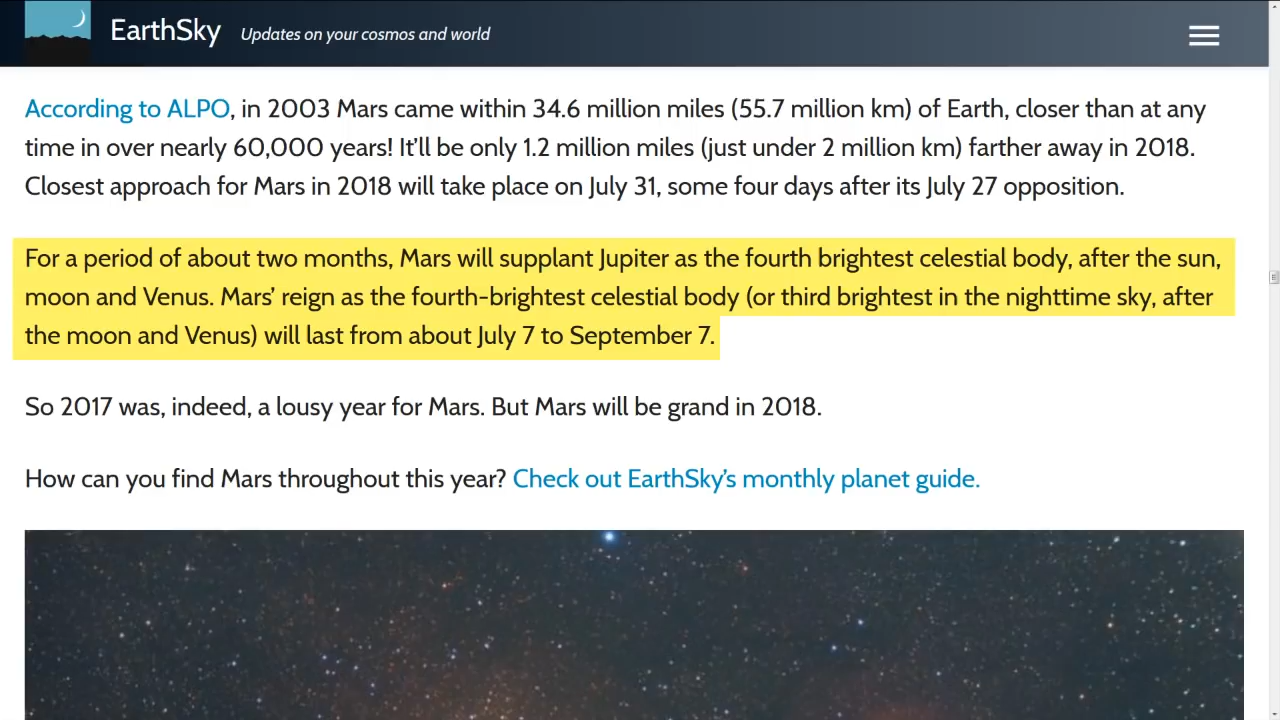 EarthSky Updates on your cosmos and world
According to ALPO, in 2003 Mars came within 34.6 million miles (55.7 million km) of Earth, closer than at any
time in over nearly 60,000 years! It’ll be only 1.2 million miles (just under 2 million km) farther away in 2018.
Closest approach for Mars in 2018 will take place on July 31, some four days after its July 27 opposition.
For a period of about two months, Mars will supplant Jupiter as the fourth brightest celestial body, after the sun,
moon and Venus. Mars’ reign as the fourth-brightest celestial body (or third brightest in the nighttime sky, after
the moon and Venus) will last from about July 7 to September 7.
So 2017 was, indeed, a lousy year for Mars. But Mars will be grand in 2018.
How can you find Mars throughout this year? Check out EarthSky’s monthly planet guide.